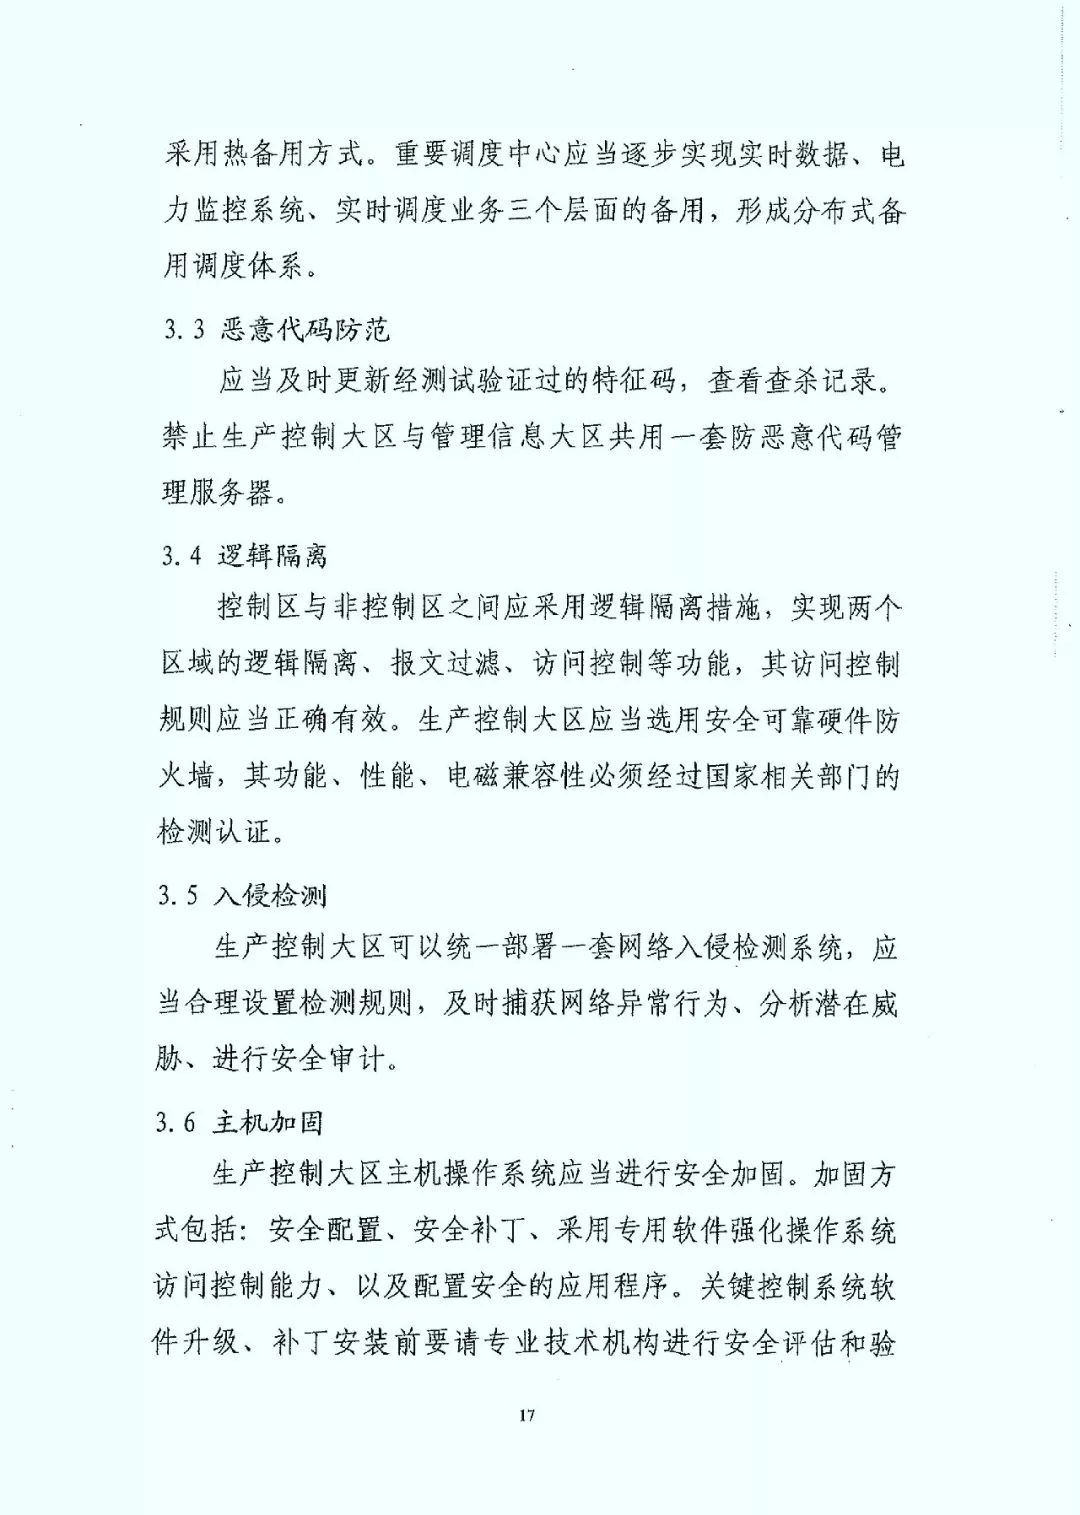 采用热备用方式。重要调度中心应当逐步实现实时数据、电
力监控系统、实时调度业务三个层面的备用，形成分布式备
用调度体系。
3.3 恶意代码防范
应当及时更新经测试验证过的特征码，查看查杀记录。
禁止生产控制大区与管理信息大区共用一套防恶意代码管
理服务器。
3.4 逻辑隔离
控制区与非控制区之间应采用逻辑隔离措施，实现两个
区域的逻辑隔离、报文过滤、访问控制等功能，其访问控制
规则应当正确有效。生产控制大区应当选用安全可靠硬件防
火墙，其功能、性能、电磁兼容性必须经过国家相关部门的
检测认证。
3.5 入侵检测
生产控制大区可以统一部署一套网络入侵检测系统，应
当合理设置检测规则，及时捕获网络异常行为、分析潜在威
胁、进行安全审计。
3.6 主机加固
生产控制大区主机操作系统应当进行安全加固。加固方
式包括：安全配置、安全补丁、采用专用软件强化操作系统
访问控制能力、以及配置安全的应用程序。关键控制系统软
件升级、补丁安装前要请专业技术机构进行安全评估和验
17